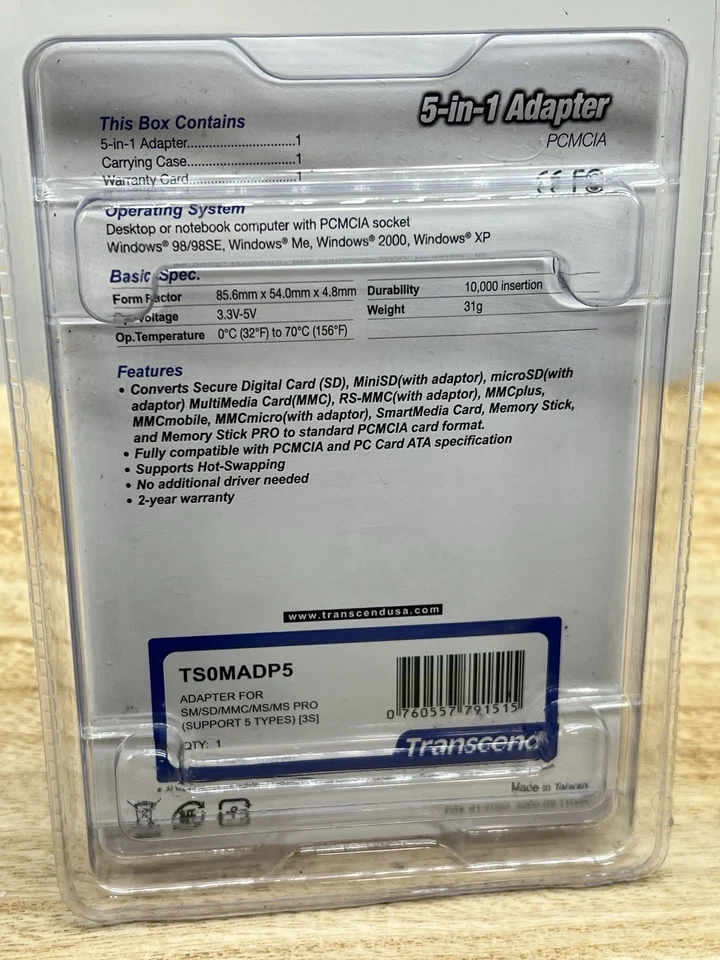 5-in-1 Adapter
PCMCIA
This Box Contains
5-in-1 Adapter..............................1
Carrying Case..............................1
Warranty Card..............................1
CE FC
Operating System
Desktop or notebook computer with PCMCIA socket
Windows® 98/98SE, Windows® Me, Windows® 2000, Windows® XP
Basic Spec.
Form Factor 85.6mm x 54.0mm x 4.8mm Durability 10,000 insertion
Voltage 3.3V-5V Weight 31g
Op.Temperature 0°C (32°F) to 70°C (156°F)
Features
• Converts Secure Digital Card (SD), MiniSD(with adaptor), microSD(with
adaptor) MultiMedia Card(MMC), RS-MMC(with adaptor), MMCplus,
MMCmobile, MMCmicro(with adaptor), SmartMedia Card, Memory Stick,
and Memory Stick PRO to standard PCMCIA card format.
• Fully compatible with PCMCIA and PC Card ATA specification
• Supports Hot-Swapping
• No additional driver needed
• 2-year warranty
www.transcendusa.com
TS0MADP5
ADAPTER FOR
SM/SD/MMC/MS/MS PRO
(SUPPORT 5 TYPES) [3S]
QTY: 1
0 760557 791515
Transcend
Made in Taiwan